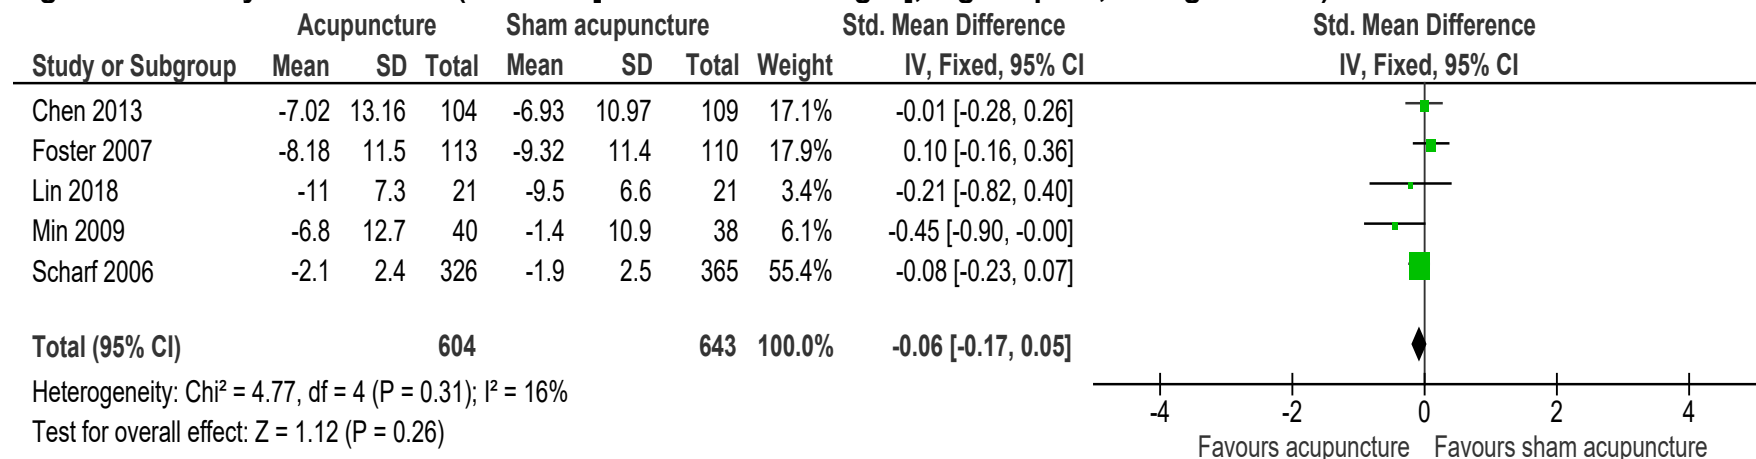 Acupuncture Sham acupuncture Std. Mean Difference Std. Mean Difference
Study or Subgroup Mean SD Total Mean SD Total Weight IV, Fixed, 95% CI IV, Fixed, 95% CI
Chen 2013 -7.02 13.16 104 -6.93 10.97 109 17.1% -0.01 [-0.28, 0.26]
Foster 2007 -8.18 11.5 113 -9.32 11.4 110 17.9% 0.10 [-0.16, 0.36]
Lin 2018 -11 7.3 21 -9.5 6.6 21 3.4% -0.21 [-0.82, 0.40]
Min 2009 -6.8 12.7 40 -1.4 10.9 38 6.1% -0.45 [-0.90, -0.00]
Scharf 2006 -2.1 2.4 326 -1.9 2.5 365 55.4% -0.08 [-0.23, 0.07]
Total (95% CI) 604 643 100.0% -0.06 [-0.17, 0.05]
Heterogeneity: Chi² = 4.77, df = 4 (P = 0.31); I² = 16%
Test for overall effect: Z = 1.12 (P = 0.26)
-4 -2 0 2 4
Favours acupuncture Favours sham acupuncture